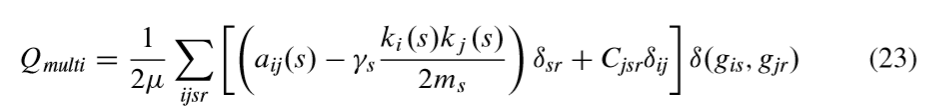 $$Q_{multi} = \frac{1}{2\mu} \sum_{ijsr} \left[ \left( a_{ij}(s) - \gamma_s \frac{k_i(s)k_j(s)}{2m_s} \right) \delta_{sr} + C_{jsr}\delta_{ij} \right] \delta(g_{is}, g_{jr}) \quad (23)$$